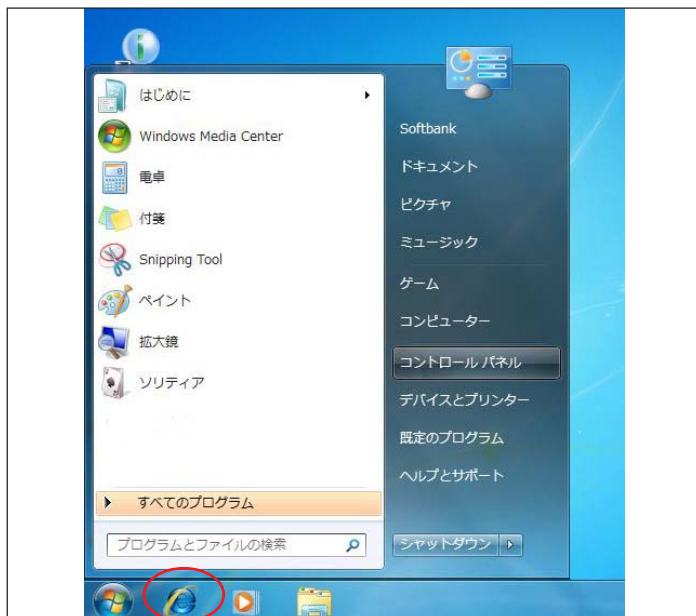 はじめに
Windows Media Center
電卓
付箋
Snipping Tool
ペイント
拡大鏡
ソリティア
すべてのプログラム
プログラムとファイルの検索
Softbank
ドキュメント
ピクチャ
ミュージック
ゲーム
コンピューター
コントロール パネル
デバイスとプリンター
既定のプログラム
ヘルプとサポート
シャットダウン